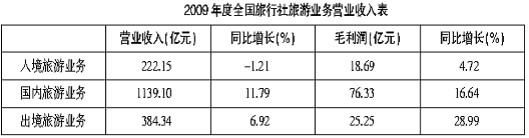 2009年度全国旅行社旅游业务营业收入表
营业收入(亿元) 同比增长(%) 毛利润(亿元) 同比增长(%)
入境旅游业务 222.15 -1.21 18.69 4.72
国内旅游业务 1139.10 11.79 76.33 16.64
出境旅游业务 384.34 6.92 25.25 28.99